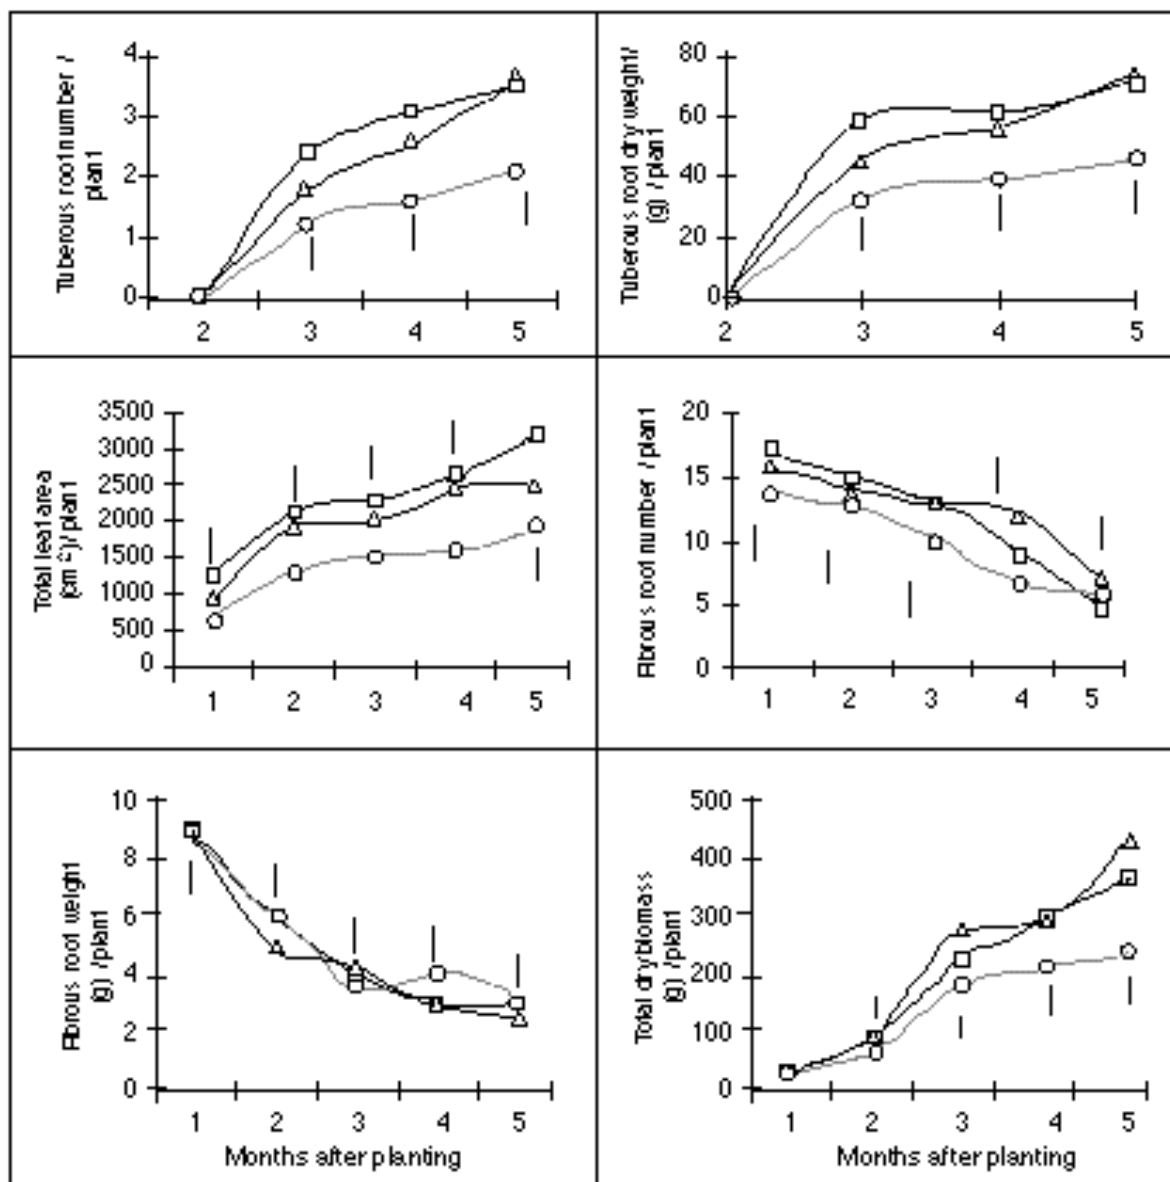 Tuberous root number /
plant
4
3
2
1
0
2 3 4 5
Tuberous root dry weight/
(g) / plant
80
60
40
20
0
2 3 4 5
Total leaf area
(cm²)/ plant
3500
3000
2500
2000
1500
1000
500
0
1 2 3 4 5
Fibrous root number / plant
20
15
10
5
0
1 2 3 4 5
Fibrous root weight
(g) /plant
10
8
6
4
2
0
1 2 3 4 5
Months after planting
Total dry biomass
(g) /plant
500
400
300
200
100
0
1 2 3 4 5
Months after planting